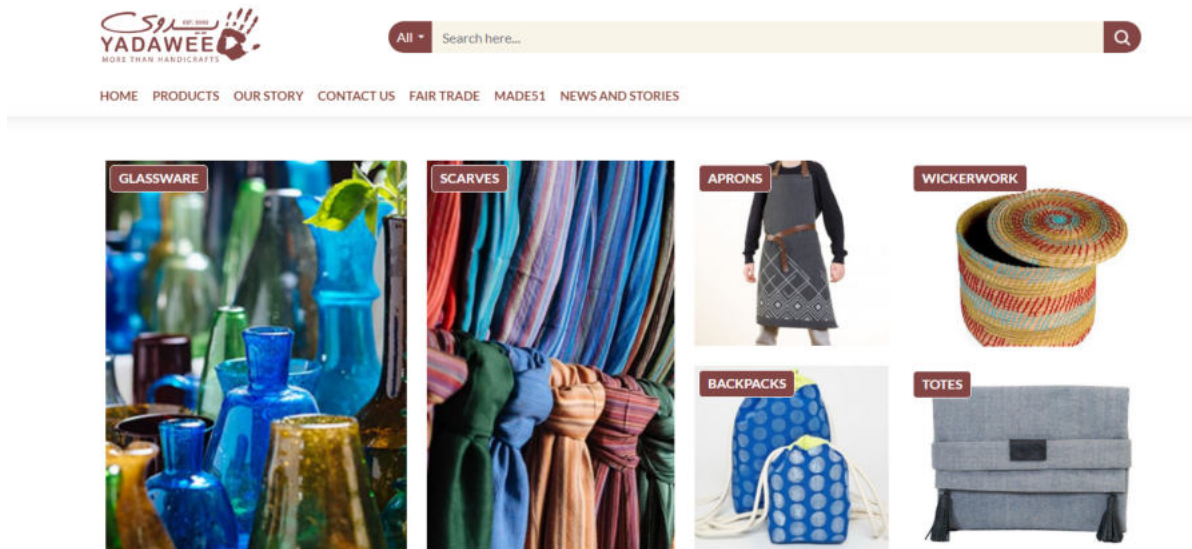 يدوي
EST. 2002
YADAWEE
MORE THAN HANDICRAFTS
All
Search here...
HOME PRODUCTS OUR STORY CONTACT US FAIR TRADE MADE51 NEWS AND STORIES
GLASSWARE
SCARVES
APRONS
WICKERWORK
BACKPACKS
TOTES